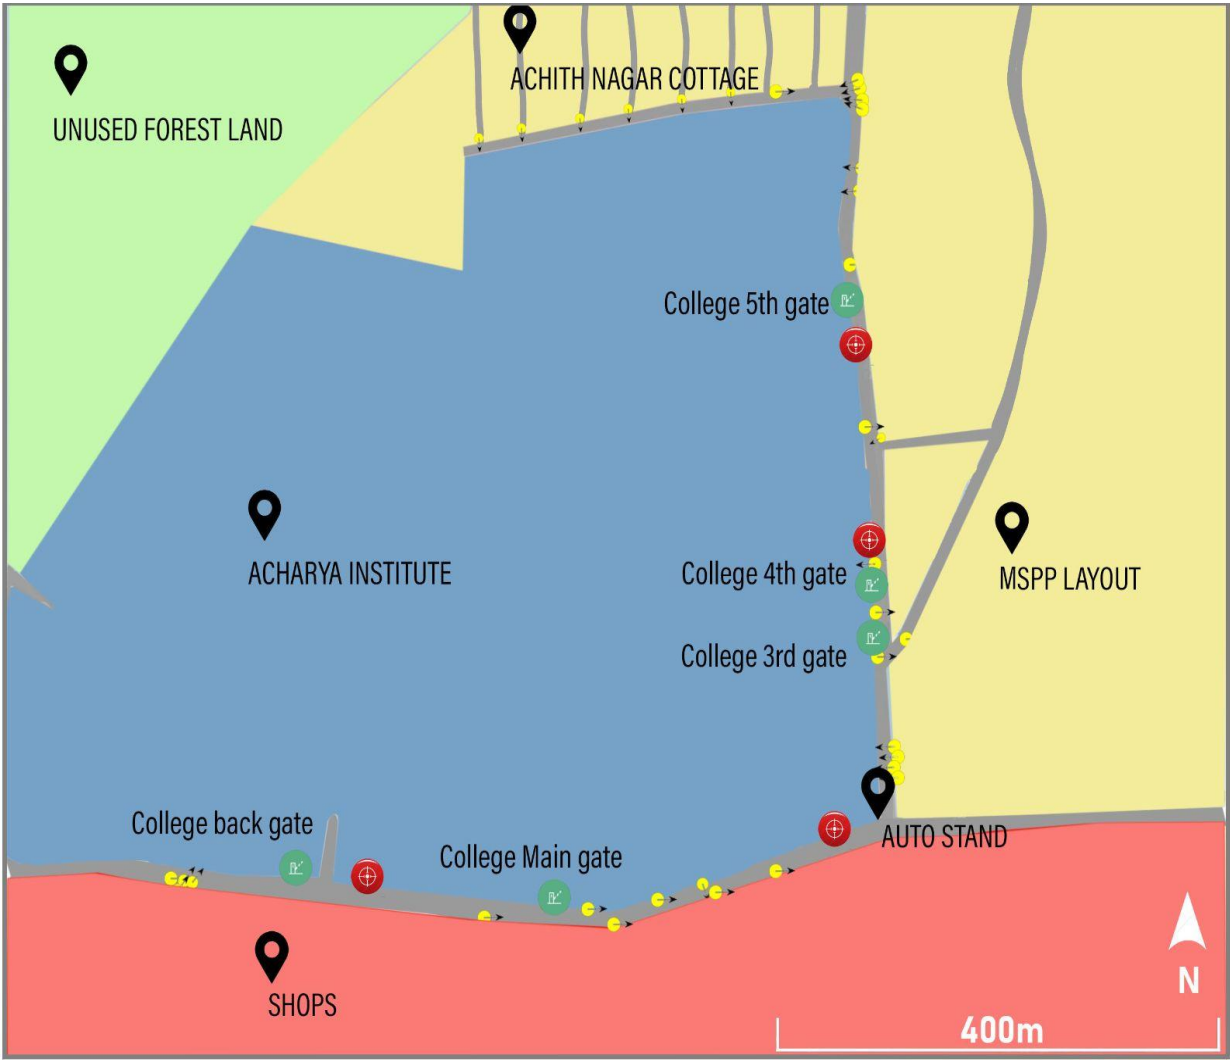 ACHITH NAGAR COTTAGE
UNUSED FOREST LAND
College 5th gate
ACHARYA INSTITUTE
College 4th gate
MSPP LAYOUT
College 3rd gate
College back gate
AUTO STAND
College Main gate
SHOPS
N
400m